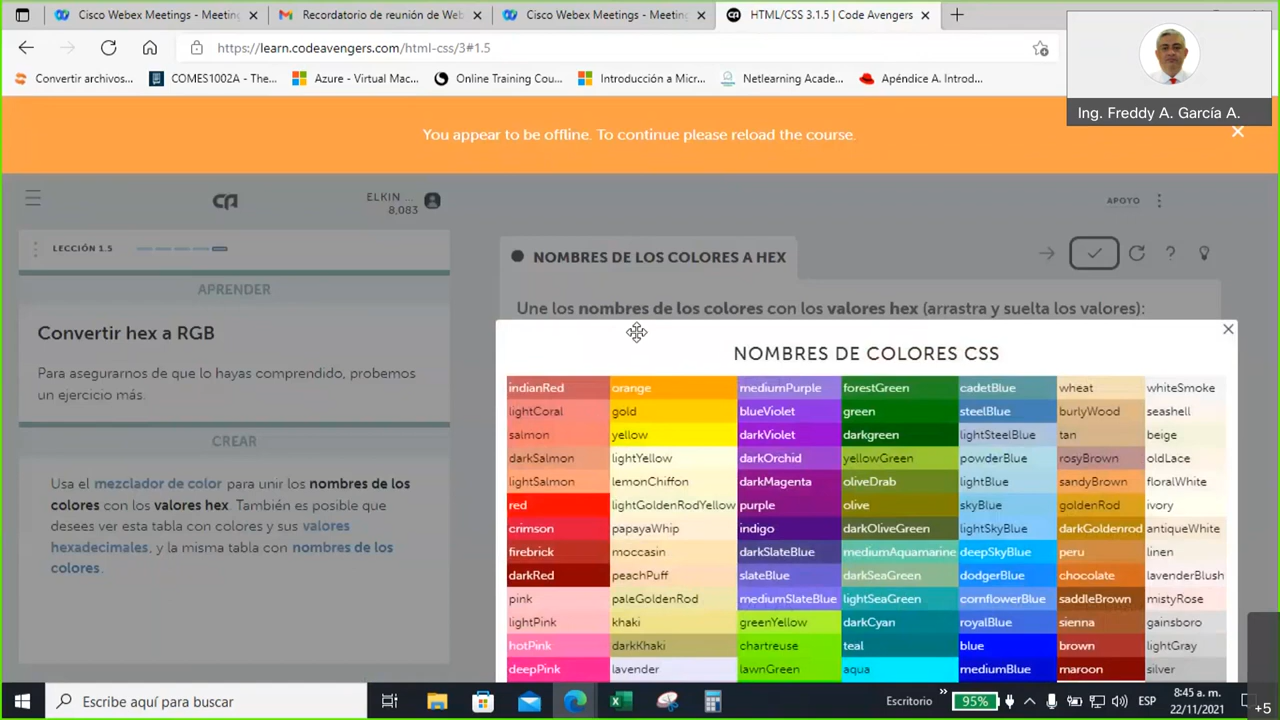 Cisco Webex Meetings - Meeting
Recordatorio de reunión de Web
Cisco Webex Meetings - Meeting
HTML/CSS 3.1.5 | Code Avengers
https://learn.codeavengers.com/html-css/3#1.5
Convertir archivos...
COMES1002A - The...
Azure - Virtual Mac...
Online Training Cou...
Introducción a Micr...
Netlearning Acade...
Apéndice A. Introd...
Ing. Freddy A. García A.
You appear to be offline. To continue please reload the course.
ELKIN ...
8,083
APOYO
LECCIÓN 1.5
APRENDER
Convertir hex a RGB
Para asegurarnos de que lo hayas comprendido, probemos
un ejercicio más.
CREAR
Usa el mezclador de color para unir los nombres de los
colores con los valores hex. También es posible que
desees ver esta tabla con colores y sus valores
hexadecimales, y la misma tabla con nombres de los
colores.
NOMBRES DE LOS COLORES A HEX
Une los nombres de los colores con los valores hex (arrastra y suelta los valores):
NOMBRES DE COLORES CSS
indianRed orange mediumPurple forestGreen cadetBlue wheat whiteSmoke
lightCoral gold blueViolet green steelBlue burlyWood seashell
salmon yellow darkViolet darkgreen lightSteelBlue tan beige
darkSalmon lightYellow darkOrchid yellowGreen powderBlue rosyBrown oldLace
lightSalmon lemonChiffon darkMagenta oliveDrab lightBlue sandyBrown floralWhite
red lightGoldenRodYellow purple olive skyBlue goldenRod ivory
crimson papayaWhip indigo darkOliveGreen lightSkyBlue darkGoldenrod antiqueWhite
firebrick moccasin darkSlateBlue mediumAquamarine deepSkyBlue peru linen
darkRed peachPuff slateBlue darkSeaGreen dodgerBlue chocolate lavenderBlush
pink paleGoldenRod mediumSlateBlue lightSeaGreen cornflowerBlue saddleBrown mistyRose
lightPink khaki greenYellow darkCyan royalBlue sienna gainsboro
hotPink darkKhaki chartreuse teal blue brown lightGray
deepPink lavender lawnGreen aqua mediumBlue maroon silver
Escribe aquí para buscar
Escritorio
95%
ESP
8:45 a. m.
22/11/2021
+5